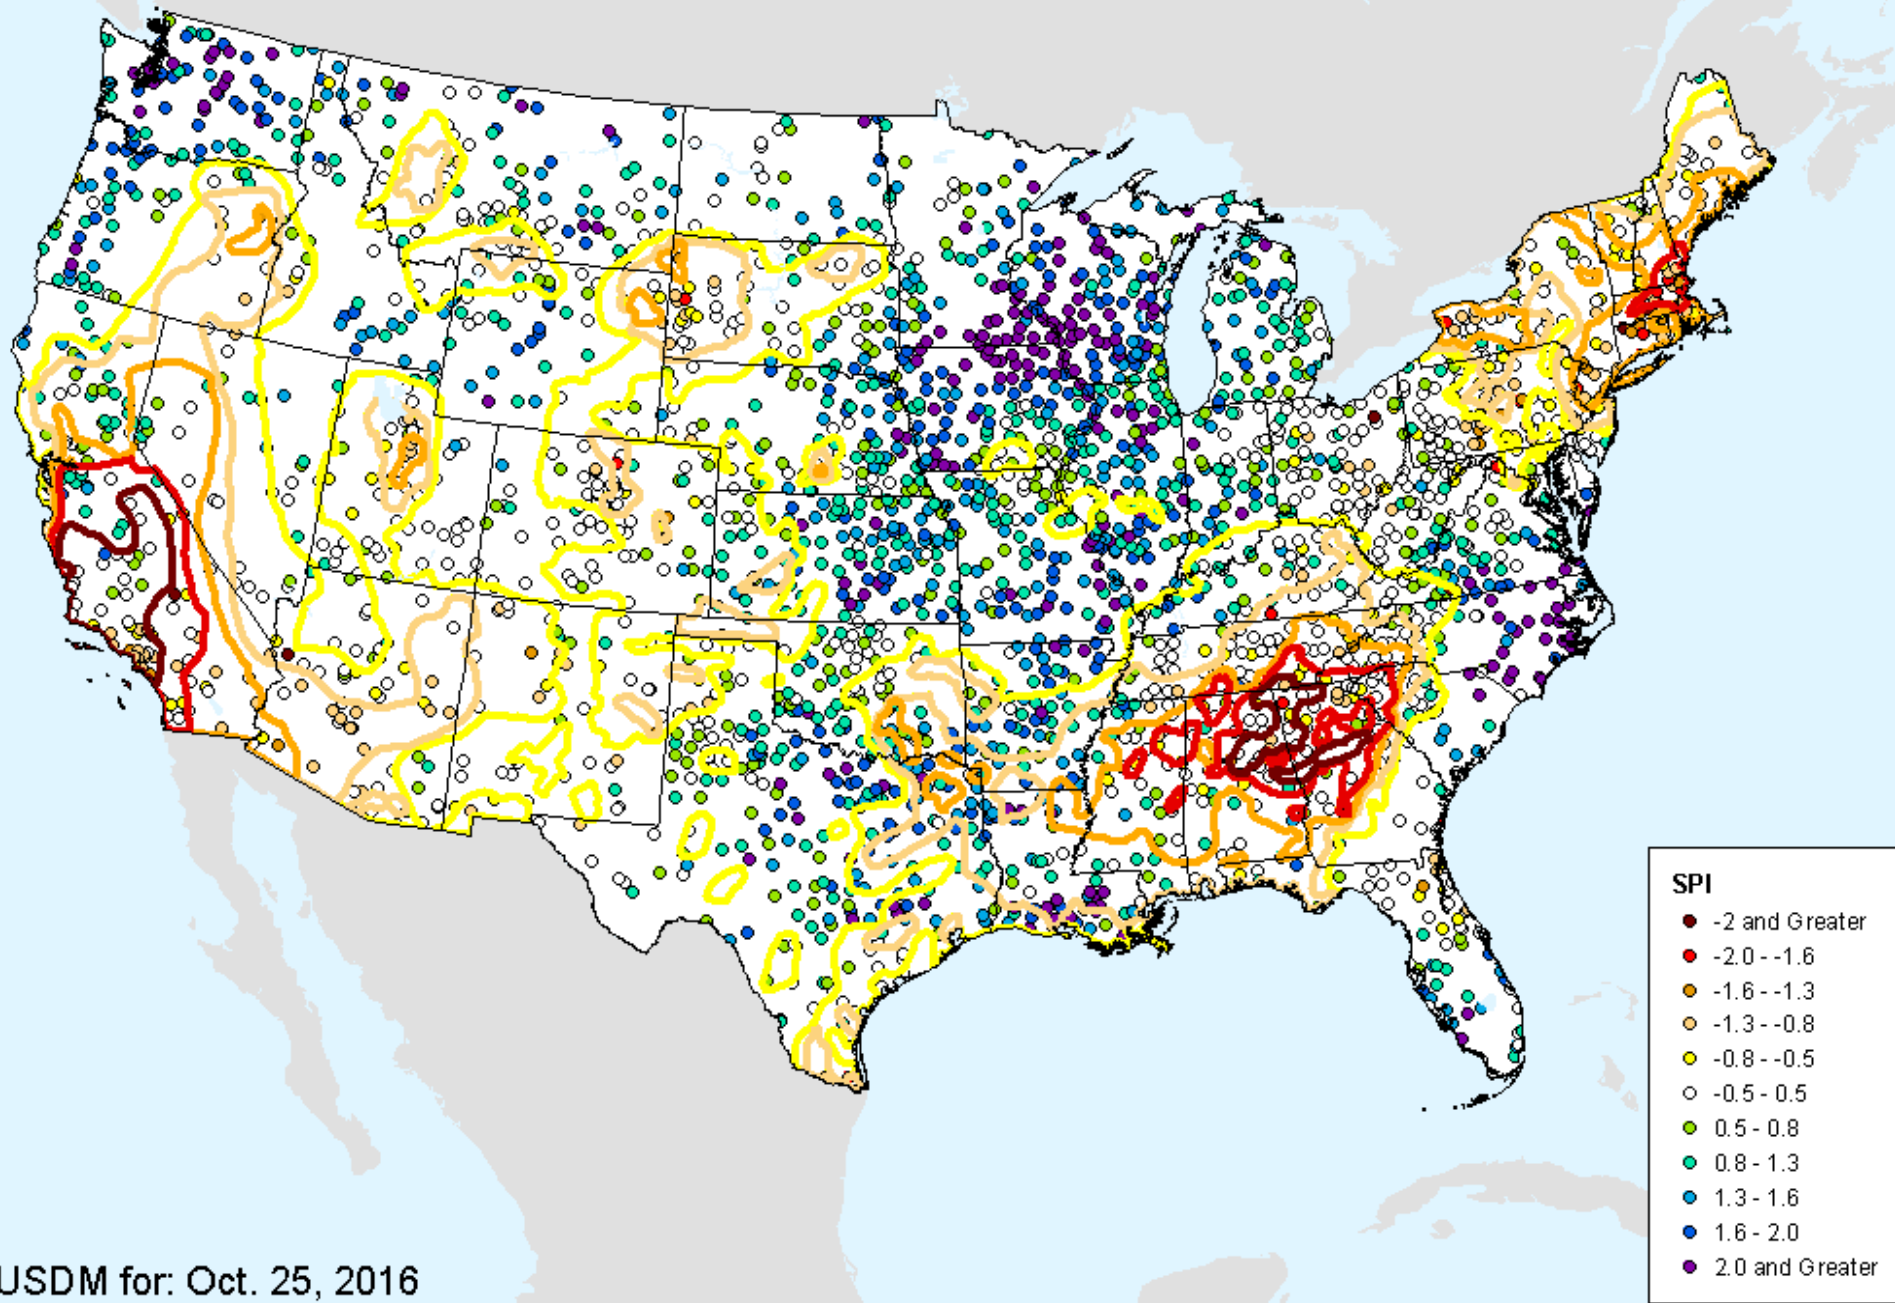 SPI
-2 and Greater
-2.0 - -1.6
-1.6 - -1.3
-1.3 - -0.8
-0.8 - -0.5
-0.5 - 0.5
0.5 - 0.8
0.8 - 1.3
1.3 - 1.6
1.6 - 2.0
2.0 and Greater
USDM for: Oct. 25, 2016